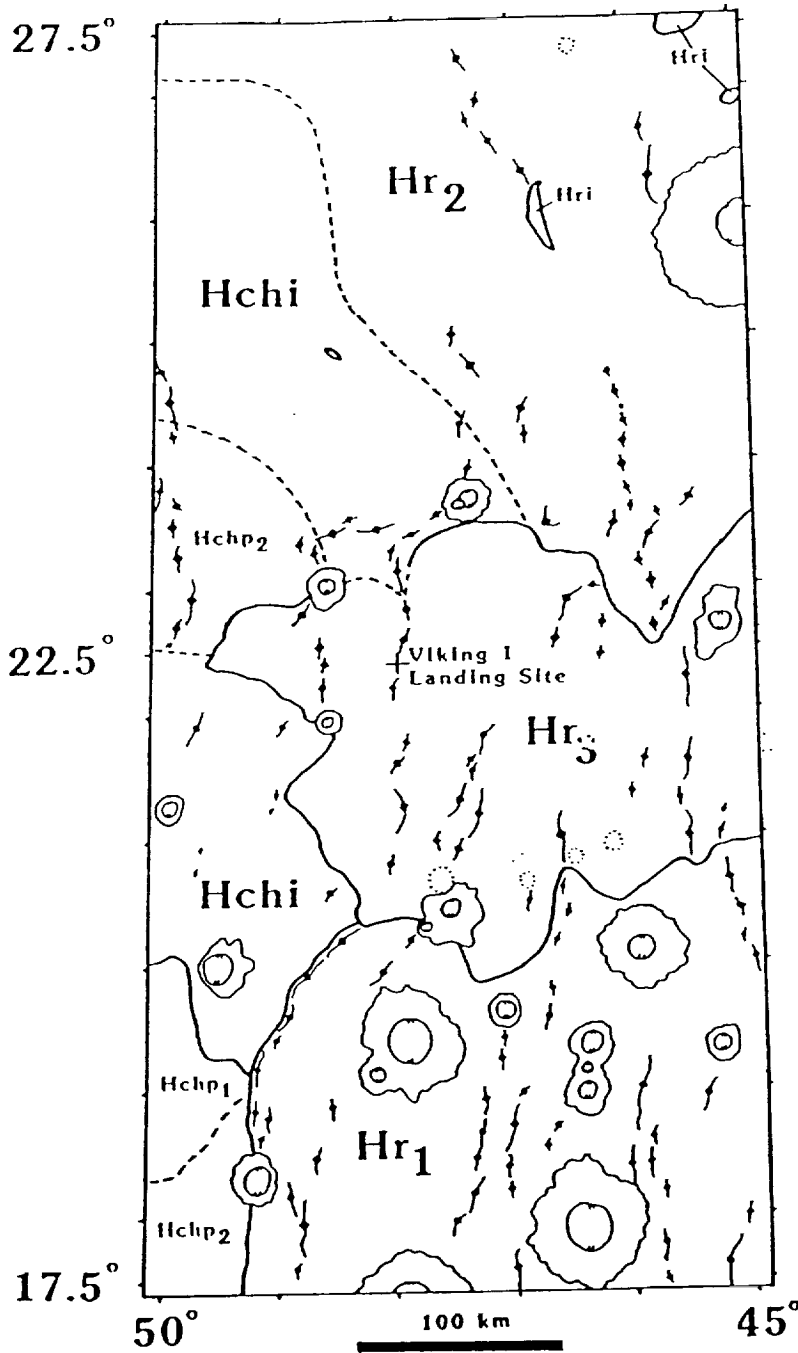 27.5°
Hri
Hr2
Hri
Hchi
Hchp2
22.5°
Viking I
Landing Site
Hr3
Hchi
Hchp1
Hr1
Hchp2
17.5°
50°
100 km
45°